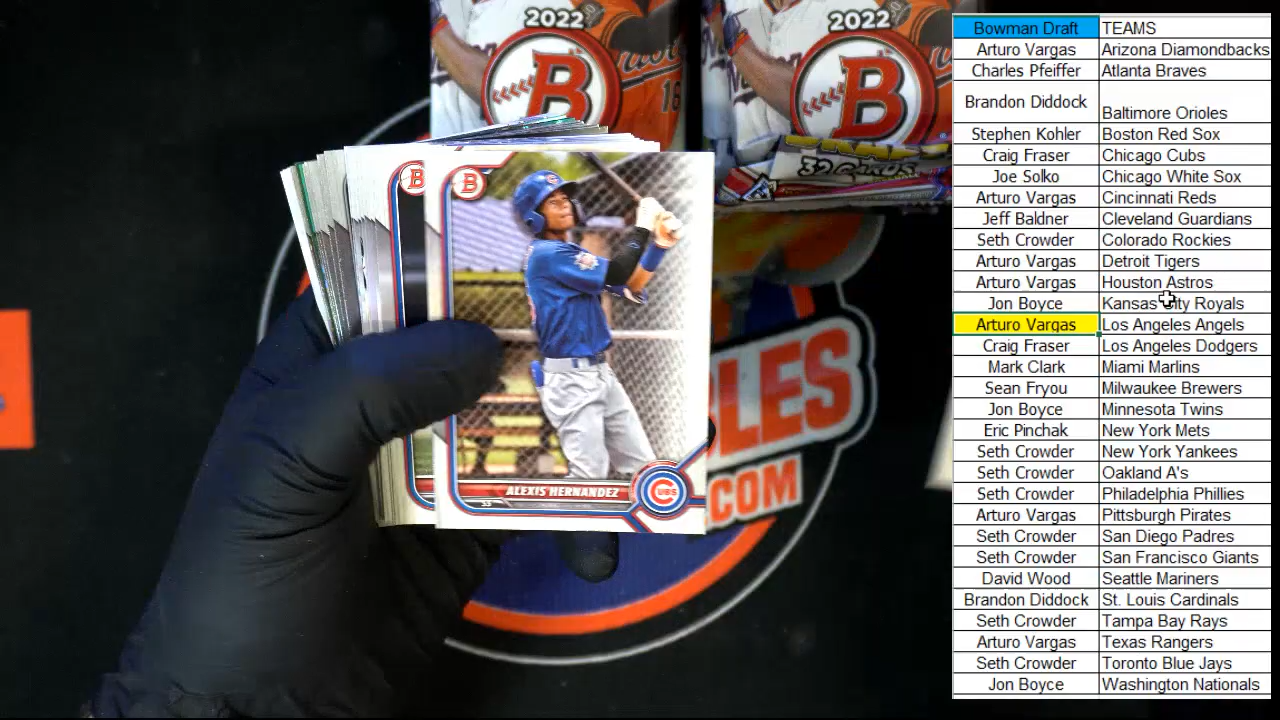 2022
B
2022
B
32 CARDS
B
B
ALEXIS HERNANDEZ
SS
CUBS
BLES
.COM
Bowman Draft TEAMS
Arturo Vargas Arizona Diamondbacks
Charles Pfeiffer Atlanta Braves
Brandon Diddock Baltimore Orioles
Stephen Kohler Boston Red Sox
Craig Fraser Chicago Cubs
Joe Solko Chicago White Sox
Arturo Vargas Cincinnati Reds
Jeff Baldner Cleveland Guardians
Seth Crowder Colorado Rockies
Arturo Vargas Detroit Tigers
Arturo Vargas Houston Astros
Jon Boyce Kansas City Royals
Arturo Vargas Los Angeles Angels
Craig Fraser Los Angeles Dodgers
Mark Clark Miami Marlins
Sean Fryou Milwaukee Brewers
Jon Boyce Minnesota Twins
Eric Pinchak New York Mets
Seth Crowder New York Yankees
Seth Crowder Oakland A's
Seth Crowder Philadelphia Phillies
Arturo Vargas Pittsburgh Pirates
Seth Crowder San Diego Padres
Seth Crowder San Francisco Giants
David Wood Seattle Mariners
Brandon Diddock St. Louis Cardinals
Seth Crowder Tampa Bay Rays
Arturo Vargas Texas Rangers
Seth Crowder Toronto Blue Jays
Jon Boyce Washington Nationals